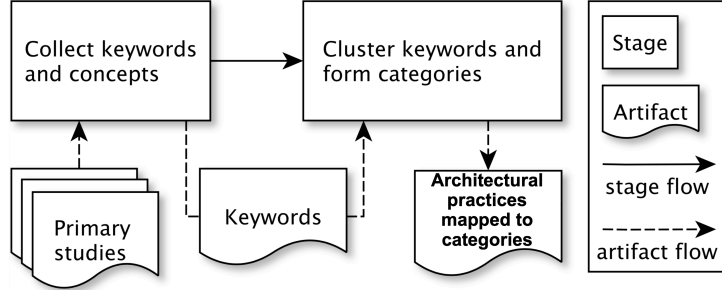 Collect keywords
and concepts
Cluster keywords and
form categories
Primary
studies
Keywords
Architectural
practices
mapped to
categories
Stage
Artifact
stage flow
artifact flow